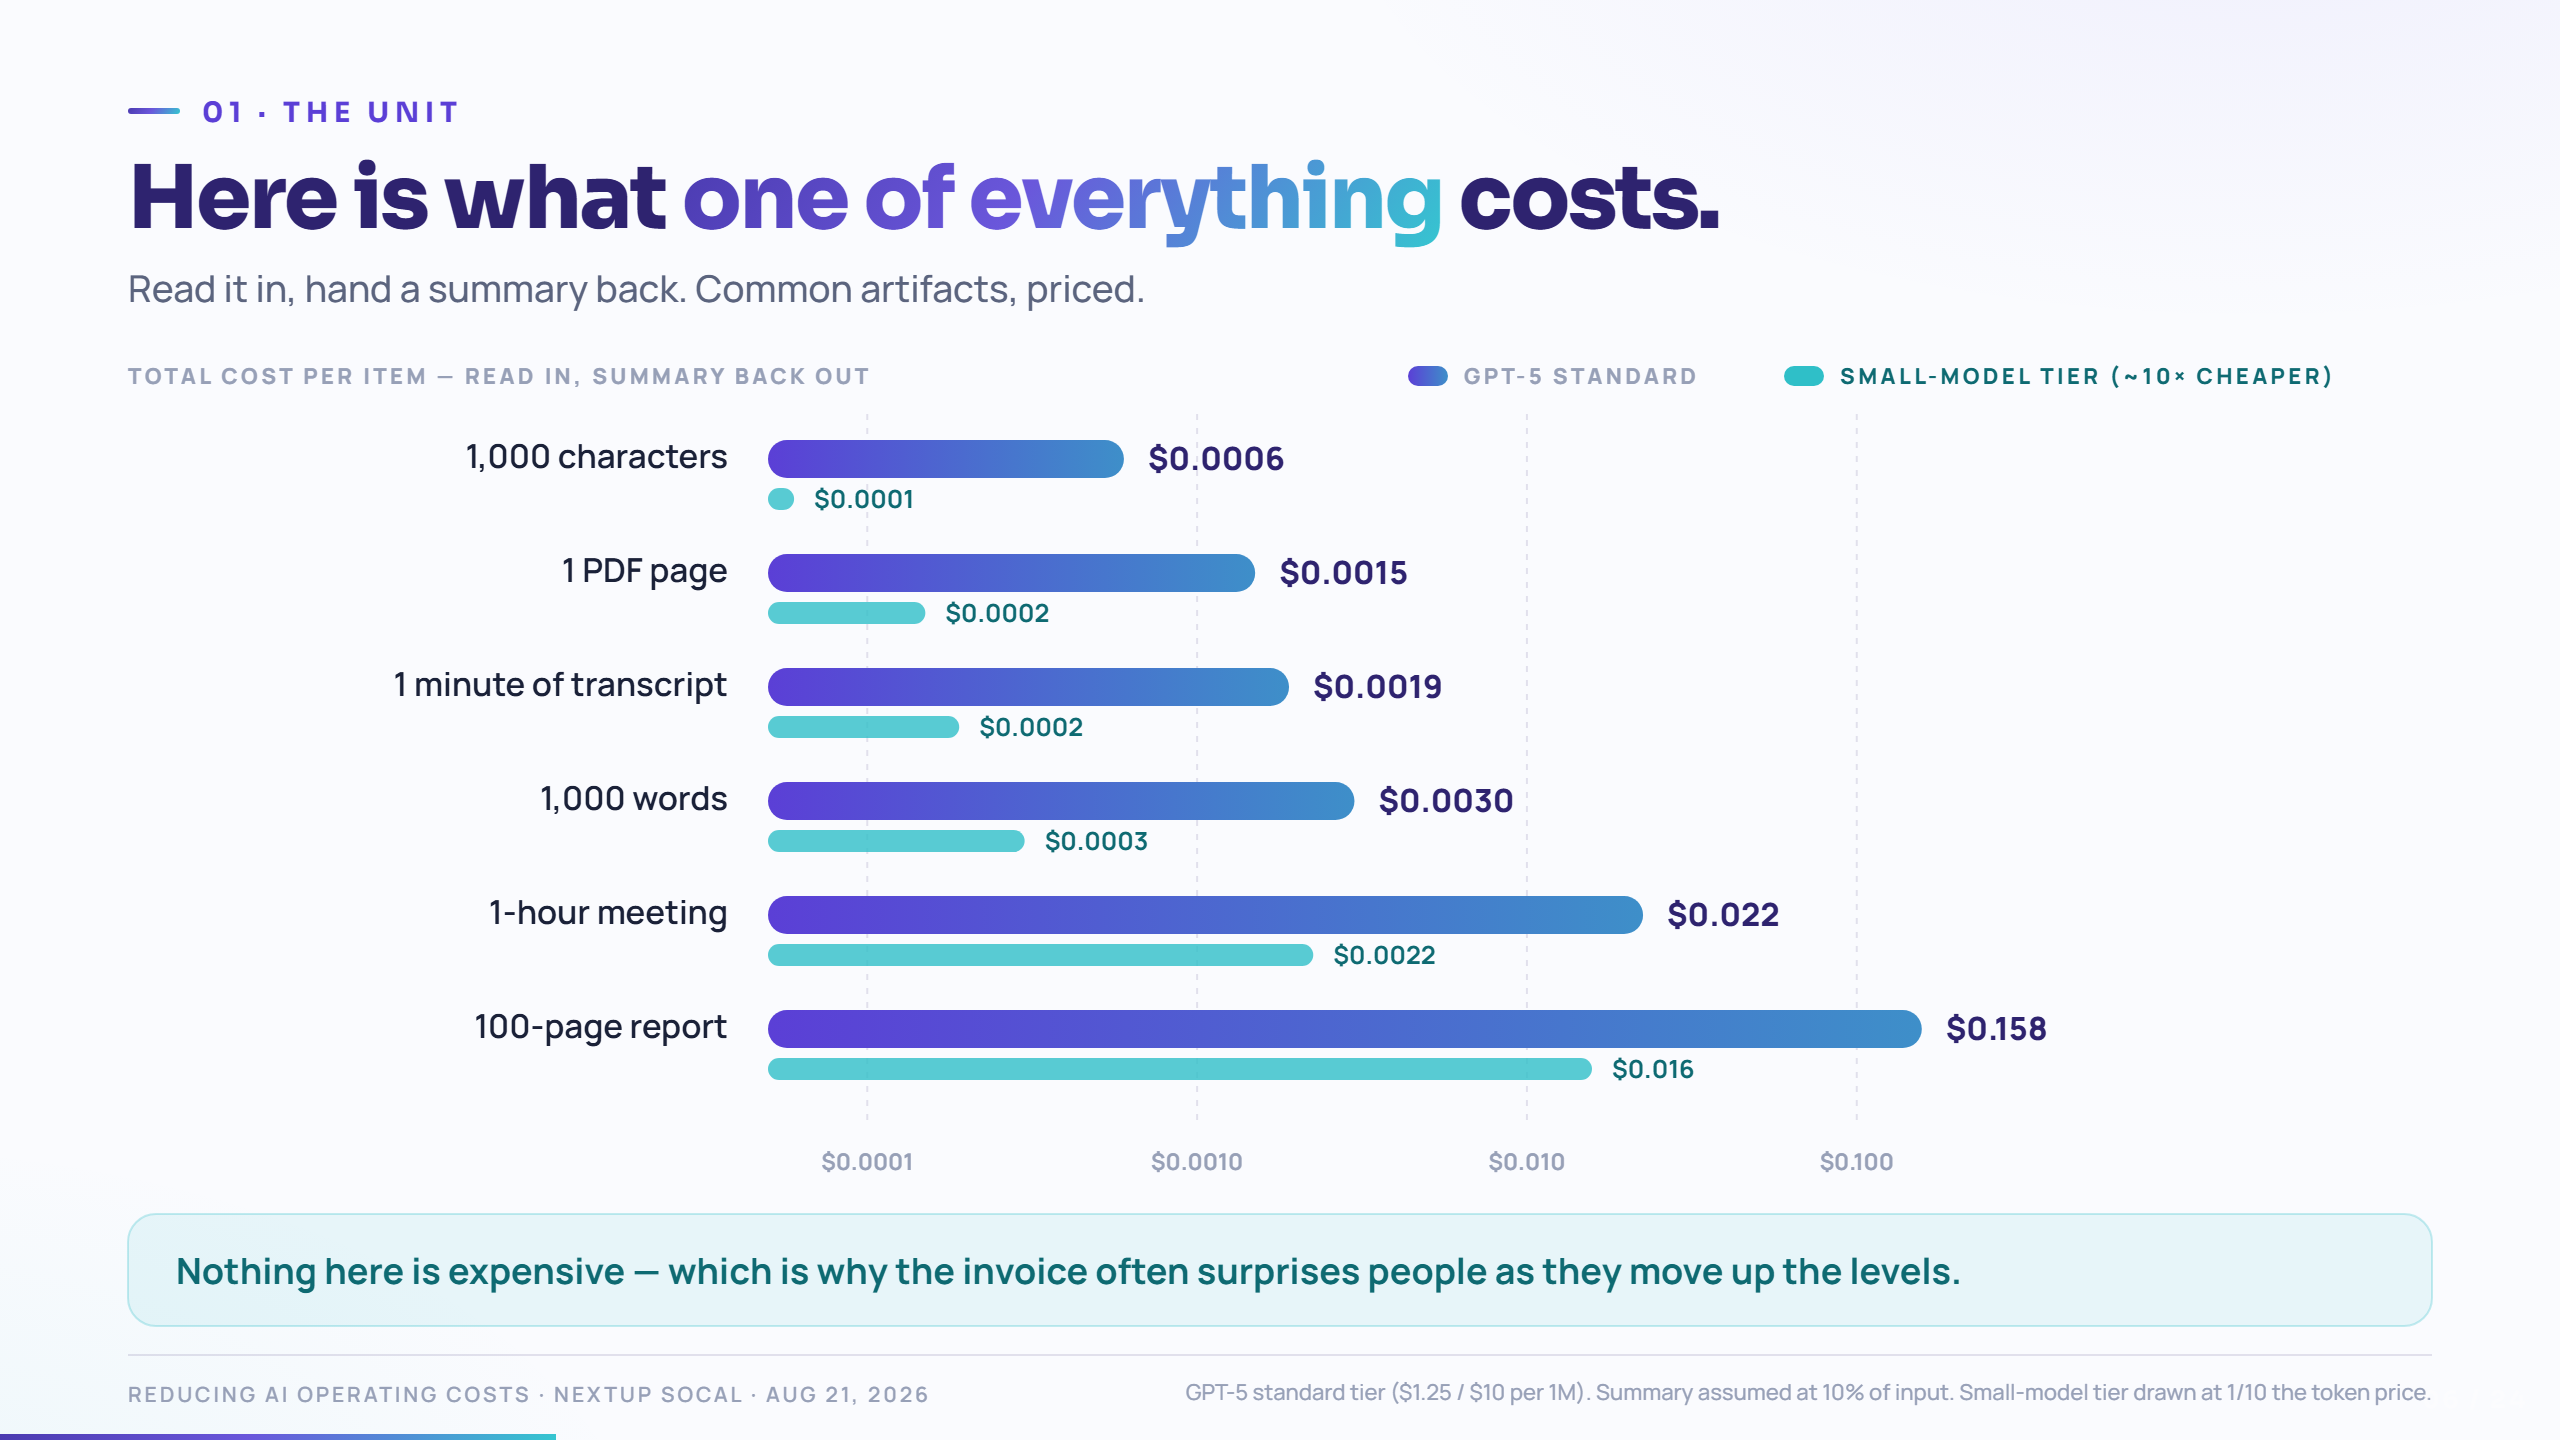 01 · THE UNIT
Here is what one of everything costs.
Read it in, hand a summary back. Common artifacts, priced.
TOTAL COST PER ITEM — READ IN, SUMMARY BACK OUT
GPT-5 STANDARD
SMALL-MODEL TIER (~10× CHEAPER)
1,000 characters
$0.0006
$0.0001
1 PDF page
$0.0015
$0.0002
1 minute of transcript
$0.0019
$0.0002
1,000 words
$0.0030
$0.0003
1-hour meeting
$0.022
$0.0022
100-page report
$0.158
$0.016
$0.0001
$0.0010
$0.010
$0.100
Nothing here is expensive — which is why the invoice often surprises people as they move up the levels.
REDUCING AI OPERATING COSTS · NEXTUP SOCAL · AUG 21, 2026
GPT-5 standard tier ($1.25 / $10 per 1M). Summary assumed at 10% of input. Small-model tier drawn at 1/10 the token price.